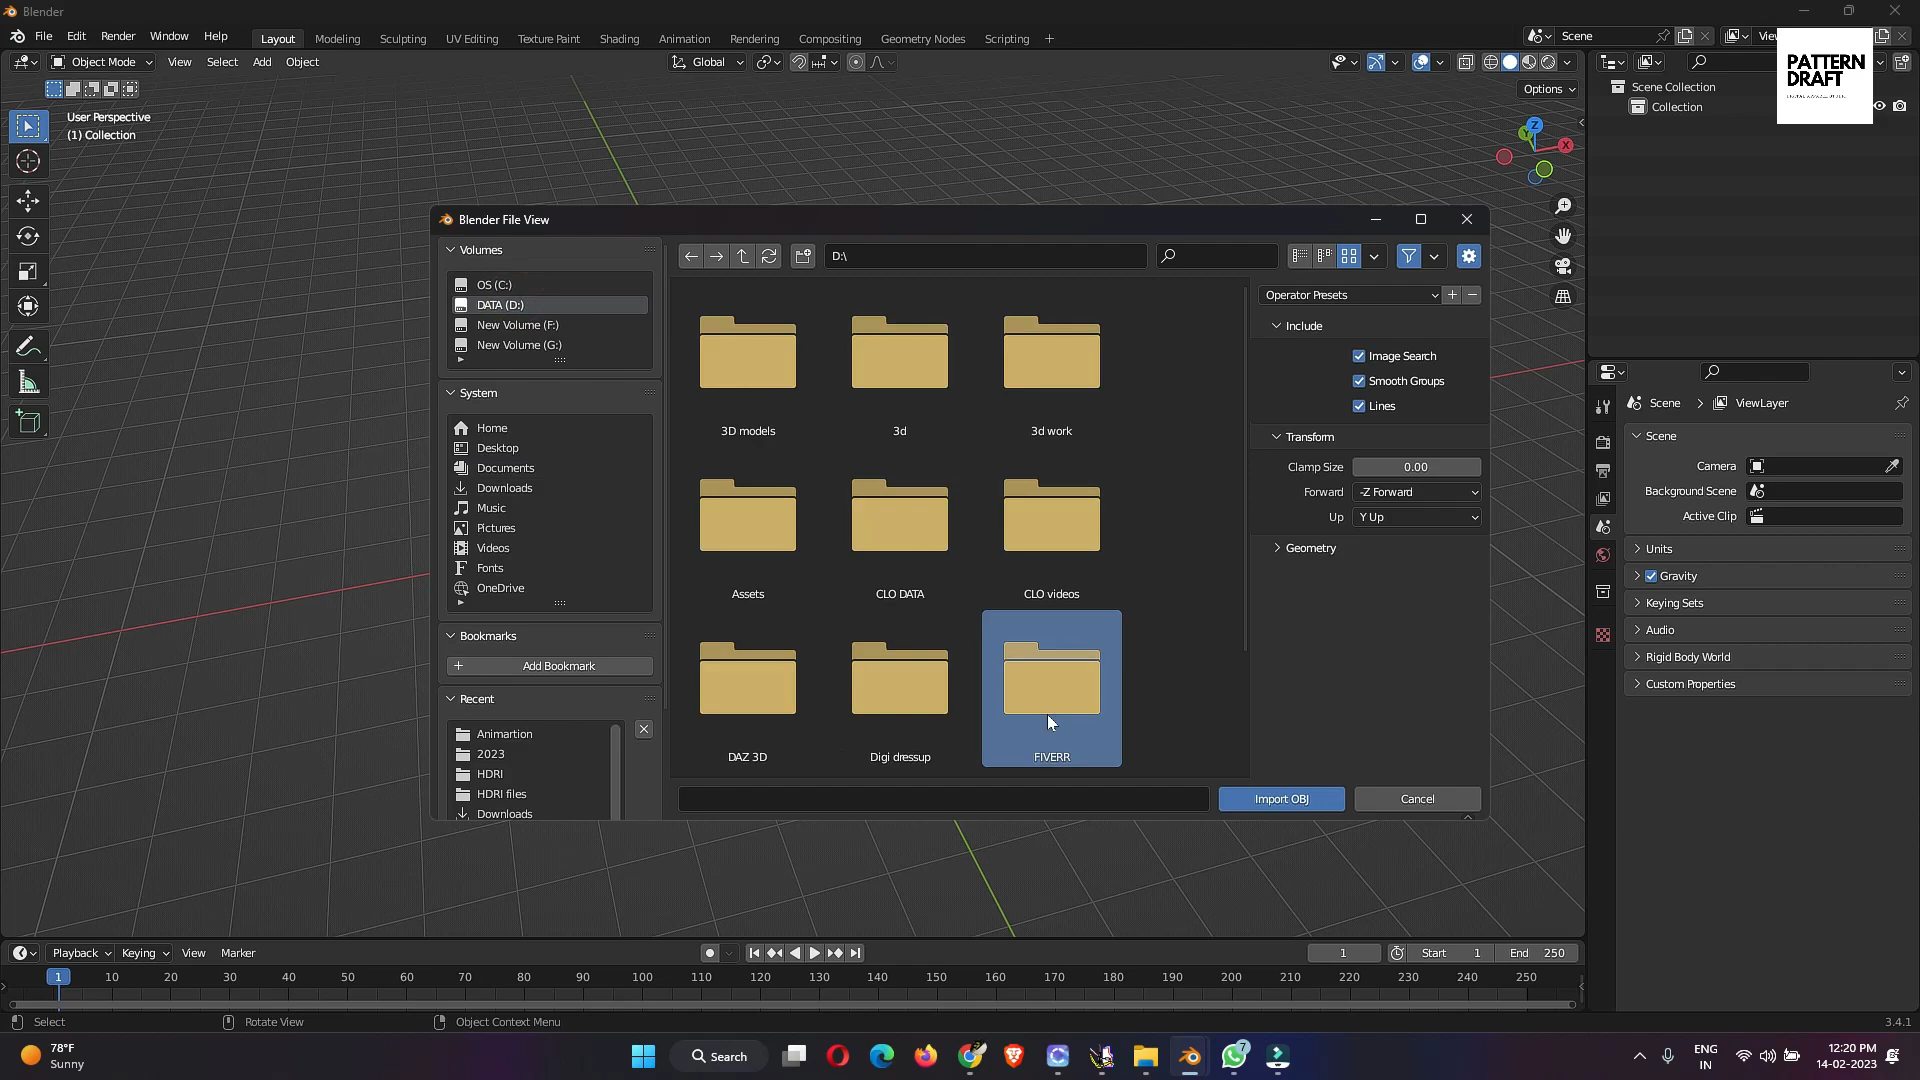 Blender
File Edit Render Window Help Layout Modeling Sculpting UV Editing Texture Paint Shading Animation Rendering Compositing Geometry Nodes Scripting + Scene
Object Mode View Select Add Object Global
Options
User Perspective
(1) Collection
Z
X
PATTERN
DRAFT
Scene Collection
Collection
Blender File View
Volumes
OS (C:)
DATA (D:)
New Volume (F:)
New Volume (G:)
System
Home
Desktop
Documents
Downloads
Music
Pictures
Videos
Fonts
OneDrive
Bookmarks
+ Add Bookmark
Recent
Animartion
2023
HDRI
HDRI files
Downloads
D:\
3D models 3d 3d work
Assets CLO DATA CLO videos
DAZ 3D Digi dressup FIVERR
Operator Presets
Include
Image Search
Smooth Groups
Lines
Transform
Clamp Size 0.00
Forward -Z Forward
Up Y Up
Geometry
Import OBJ Cancel
Scene ViewLayer
Scene
Camera
Background Scene
Active Clip
Units
Gravity
Keying Sets
Audio
Rigid Body World
Custom Properties
Playback Keying View Marker 1 Start 1 End 250
1 10 20 30 40 50 60 70 80 90 100 110 120 130 140 150 160 170 180 190 200 210 220 230 240 250
Select Rotate View Object Context Menu 3.4.1
78°F
Sunny
Search
7
ENG
IN
12:20 PM
14-02-2023